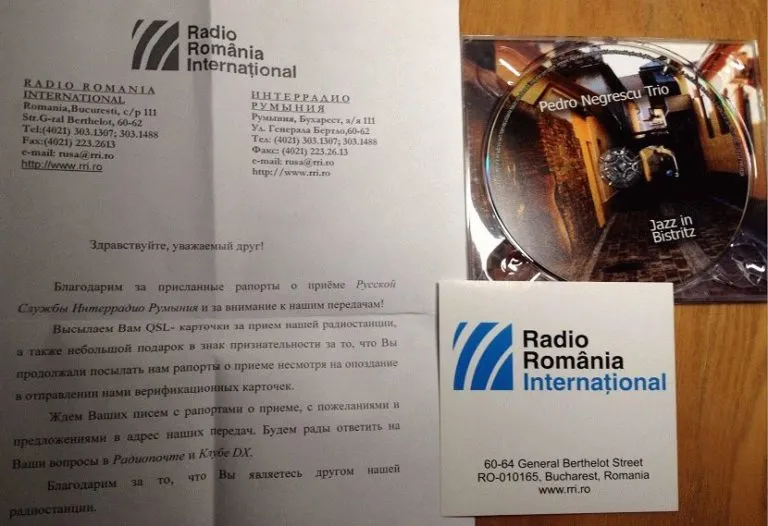 Radio
România
Internațional
RADIO ROMANIA
INTERNATIONAL
Romania,Bucuresti, c/p 111
Str.G-ral Berthelot, 60-62
Tel:(4021) 303.1307; 303.1488
Fax:(4021) 223.2613
e-mail: rusa@rri.ro
http://www.rri.ro
ИНТЕРРАДИО
РУМЫНИЯ
Румыния, Бухарест, а/я 111
Ул. Генерала Бертло,60-62
Тел: (4021) 303.1307; 303.1488
Факс: (4021) 223.26.13
e-mail: rusa@rri.ro
http://www.rri.ro
Здравствуйте, уважаемый друг!
Благодарим за присланные рапорты о приёме Русской
Службы Интеррадио Румыния и за внимание к нашим передачам!
Высылаем Вам QSL- карточки за прием нашей радиостанции,
а также небольшой подарок в знак признательности за то, что Вы
продолжали посылать нам рапорты о приеме несмотря на опоздание
в отправлении нами верификационных карточек.
Ждем Ваших писем с рапортами о приеме, с пожеланиями и
предложениями в адрес наших передач. Будем рады ответить на
Ваши вопросы в Радиопочте и Клубе DX.
Благодарим за то, что Вы являетесь другом нашей
радиостанции.
Pedro Negrescu Trio
Jazz in
Bistritz
Radio
România
Internațional
60-64 General Berthelot Street
RO-010165, Bucharest, Romania
www.rri.ro